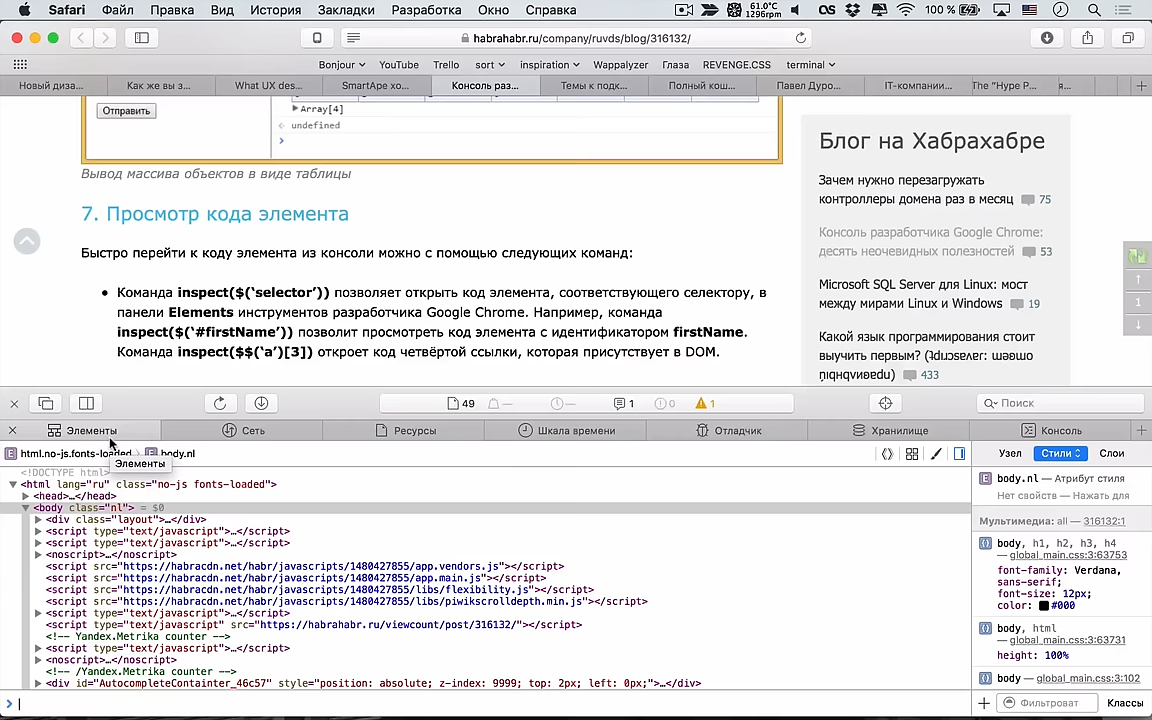 Safari Файл Правка Вид История Закладки Разработка Окно Справка 61.0°C 1296rpm 100 %
habrahabr.ru/company/ruvds/blog/316132/
Bonjour YouTube Trello sort inspiration Wappalyzer Глаза REVENGE.CSS terminal
Новый диза... Как же вы з... What UX des... SmartApe хо... Консоль раз... Темы к подк... Полный кош... Павел Дуро... IT-компании... The "Hype P... я...
Отправить
Array[4]
undefined
Вывод массива объектов в виде таблицы
7. Просмотр кода элемента
Быстро перейти к коду элемента из консоли можно с помощью следующих команд:
• Команда inspect($('selector')) позволяет открыть код элемента, соответствующего селектору, в
панели Elements инструментов разработчика Google Chrome. Например, команда
inspect($('#firstName')) позволит просмотреть код элемента с идентификатором firstName.
Команда inspect($$('a')[3]) откроет код четвёртой ссылки, которая присутствует в DOM.
Блог на Хабрахабре
Зачем нужно перезагружать
контроллеры домена раз в месяц 75
Консоль разработчика Google Chrome:
десять неочевидных полезностей 53
Microsoft SQL Server для Linux: мост
между мирами Linux и Windows 19
Какой язык программирования стоит
выучить первым?
433
1
49 — — 1 0 1 Поиск
Элементы Сеть Ресурсы Шкала времени Отладчик Хранилище Консоль
html.no-js.fonts-loaded body.nl Узел Стили Слои
Элементы
<!DOCTYPE html>
<html lang="ru" class="no-js fonts-loaded">
<head>…</head>
<body class="nl"> = $0
<div class="layout">…</div>
<script type="text/javascript">…</script>
<script type="text/javascript">…</script>
<noscript>…</noscript>
<script src="https://habracdn.net/habr/javascripts/1480427855/app.vendors.js"></script>
<script src="https://habracdn.net/habr/javascripts/1480427855/app.main.js"></script>
<script src="https://habracdn.net/habr/javascripts/1480427855/libs/flexibility.js"></script>
<script src="https://habracdn.net/habr/javascripts/1480427855/libs/piwikscrolldepth.min.js"></script>
<script type="text/javascript">…</script>
<script type="text/javascript" src="https://habrahabr.ru/viewcount/post/316132/"></script>
<!-- Yandex.Metrika counter -->
<script type="text/javascript">…</script>
<noscript>…</noscript>
<!-- /Yandex.Metrika counter -->
<div id="AutocompleteContainter_46c57" style="position: absolute; z-index: 9999; top: 2px; left: 0px;">…</div>
body.nl — Атрибут стиля
Нет свойств — Нажать для
Мультимедиа: all — 316132:1
body, h1, h2, h3, h4
— global_main.css:3:63753
font-family: Verdana,
sans-serif;
font-size: 12px;
color: #000
body, html
— global_main.css:3:63731
height: 100%
body — global_main.css:3:102
Фильтроват Классы